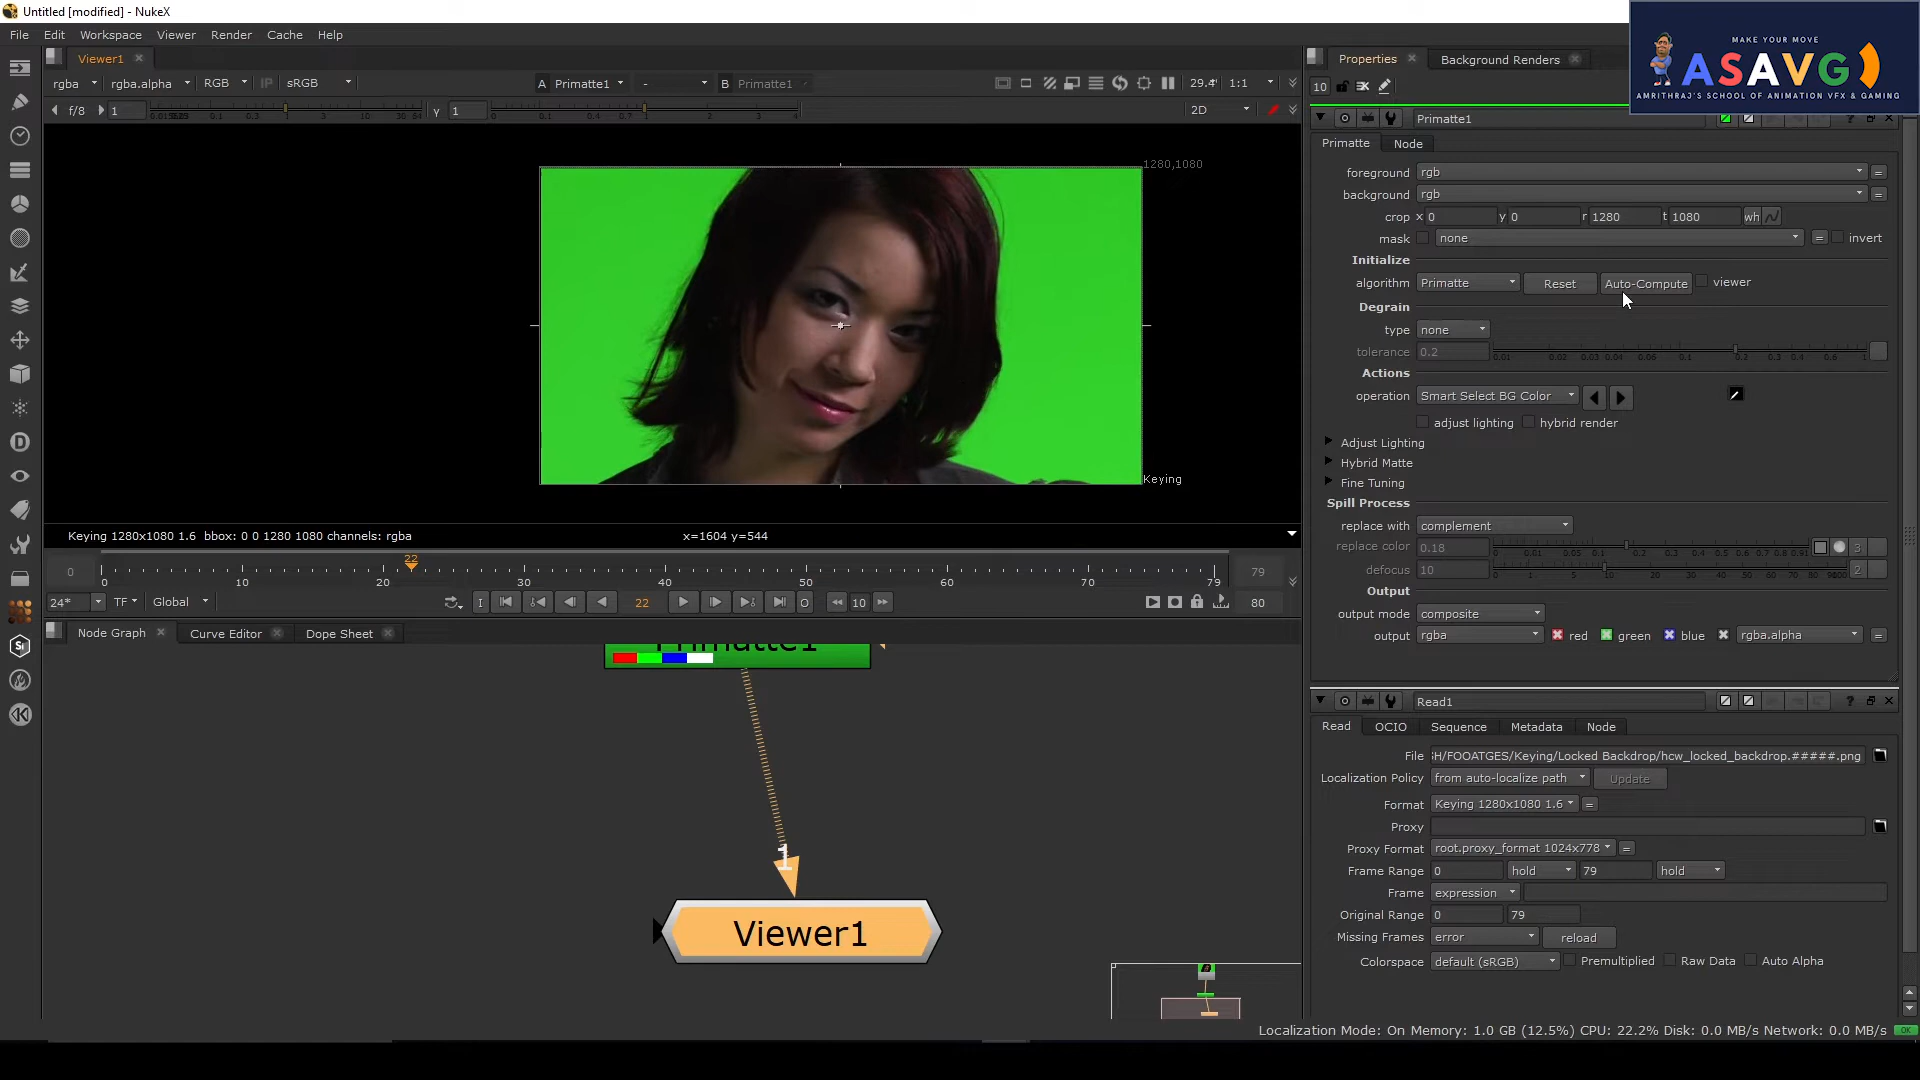 Untitled [modified] - NukeX
File Edit Workspace Viewer Render Cache Help
MAKE YOUR MOVE
ASAVG
AMRITHRAJ'S SCHOOL OF ANIMATION VFX & GAMING
Viewer1
rgba rgba.alpha RGB IP sRGB A Primatte1 - B Primatte1 29.4 1:1
f/8 1 γ 1 2D
1280,1080
Keying
Keying 1280x1080 1.6 bbox: 0 0 1280 1080 channels: rgba x=1604 y=544
22
0 0 10 20 30 40 50 60 70 79 79
24* TF Global I 22 O 10 80
Node Graph Curve Editor Dope Sheet
Primatte1
1
Viewer1
Properties Background Renders
10
Primatte1
Primatte Node
foreground rgb =
background rgb =
crop x 0 y 0 r 1280 t 1080 wh
mask none = invert
Initialize
algorithm Primatte Reset Auto-Compute viewer
Degrain
type none
tolerance 0.2
Actions
operation Smart Select BG Color
adjust lighting hybrid render
Adjust Lighting
Hybrid Matte
Fine Tuning
Spill Process
replace with complement
replace color 0.18 3
defocus 10 2
Output
output mode composite
output rgba red green blue rgba.alpha =
Read1
Read OCIO Sequence Metadata Node
File :H/FOOATGES/Keying/Locked Backdrop/hcw_locked_backdrop.#####.png
Localization Policy from auto-localize path Update
Format Keying 1280x1080 1.6 =
Proxy
Proxy Format root.proxy_format 1024x778 =
Frame Range 0 hold 79 hold
Frame expression
Original Range 0 79
Missing Frames error reload
Colorspace default (sRGB) Premultiplied Raw Data Auto Alpha
Localization Mode: On Memory: 1.0 GB (12.5%) CPU: 22.2% Disk: 0.0 MB/s Network: 0.0 MB/s OK